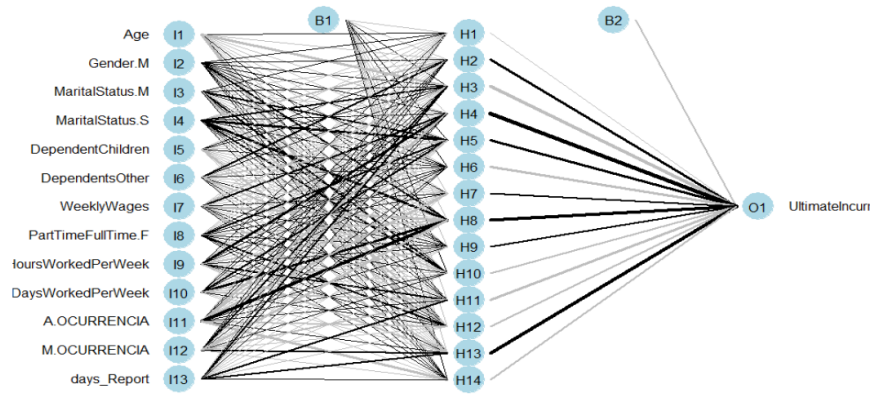 B1 B2
Age I1 H1
Gender.M I2 H2
MaritalStatus.M I3 H3
MaritalStatus.S I4 H4
DependentChildren I5 H5
DependentsOther I6 H6
WeeklyWages I7 H7
O1 UltimateIncurr
PartTimeFullTime.F I8 H8
HoursWorkedPerWeek I9 H9
DaysWorkedPerWeek I10 H10
A.OCURRENCIA I11 H11
H12
M.OCURRENCIA I12 H13
days_Report I13 H14